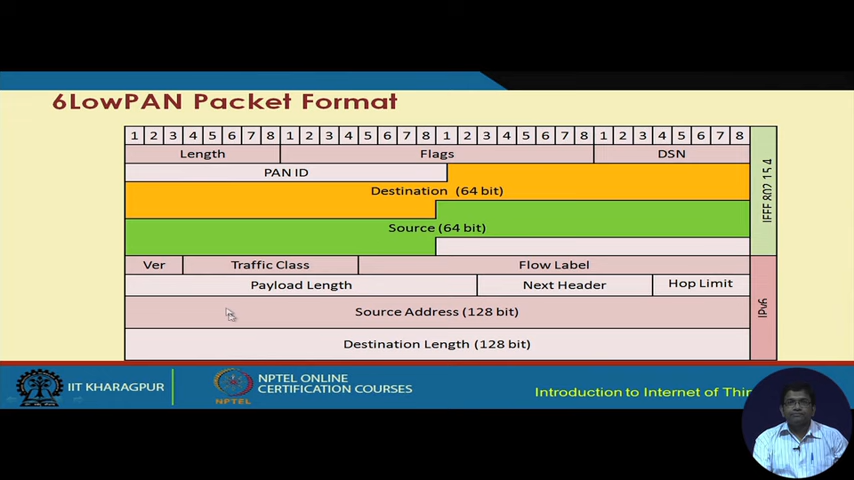 6LowPAN Packet Format
1 2 3 4 5 6 7 8 1 2 3 4 5 6 7 8 1 2 3 4 5 6 7 8 1 2 3 4 5 6 7 8
Length Flags DSN
PAN ID
Destination (64 bit)
Source (64 bit)
IEEE 802.15.4
Ver Traffic Class Flow Label
Payload Length Next Header Hop Limit
Source Address (128 bit)
Destination Length (128 bit)
IPv6
IIT KHARAGPUR
NPTEL ONLINE
CERTIFICATION COURSES
NPTEL
Introduction to Internet of Thin